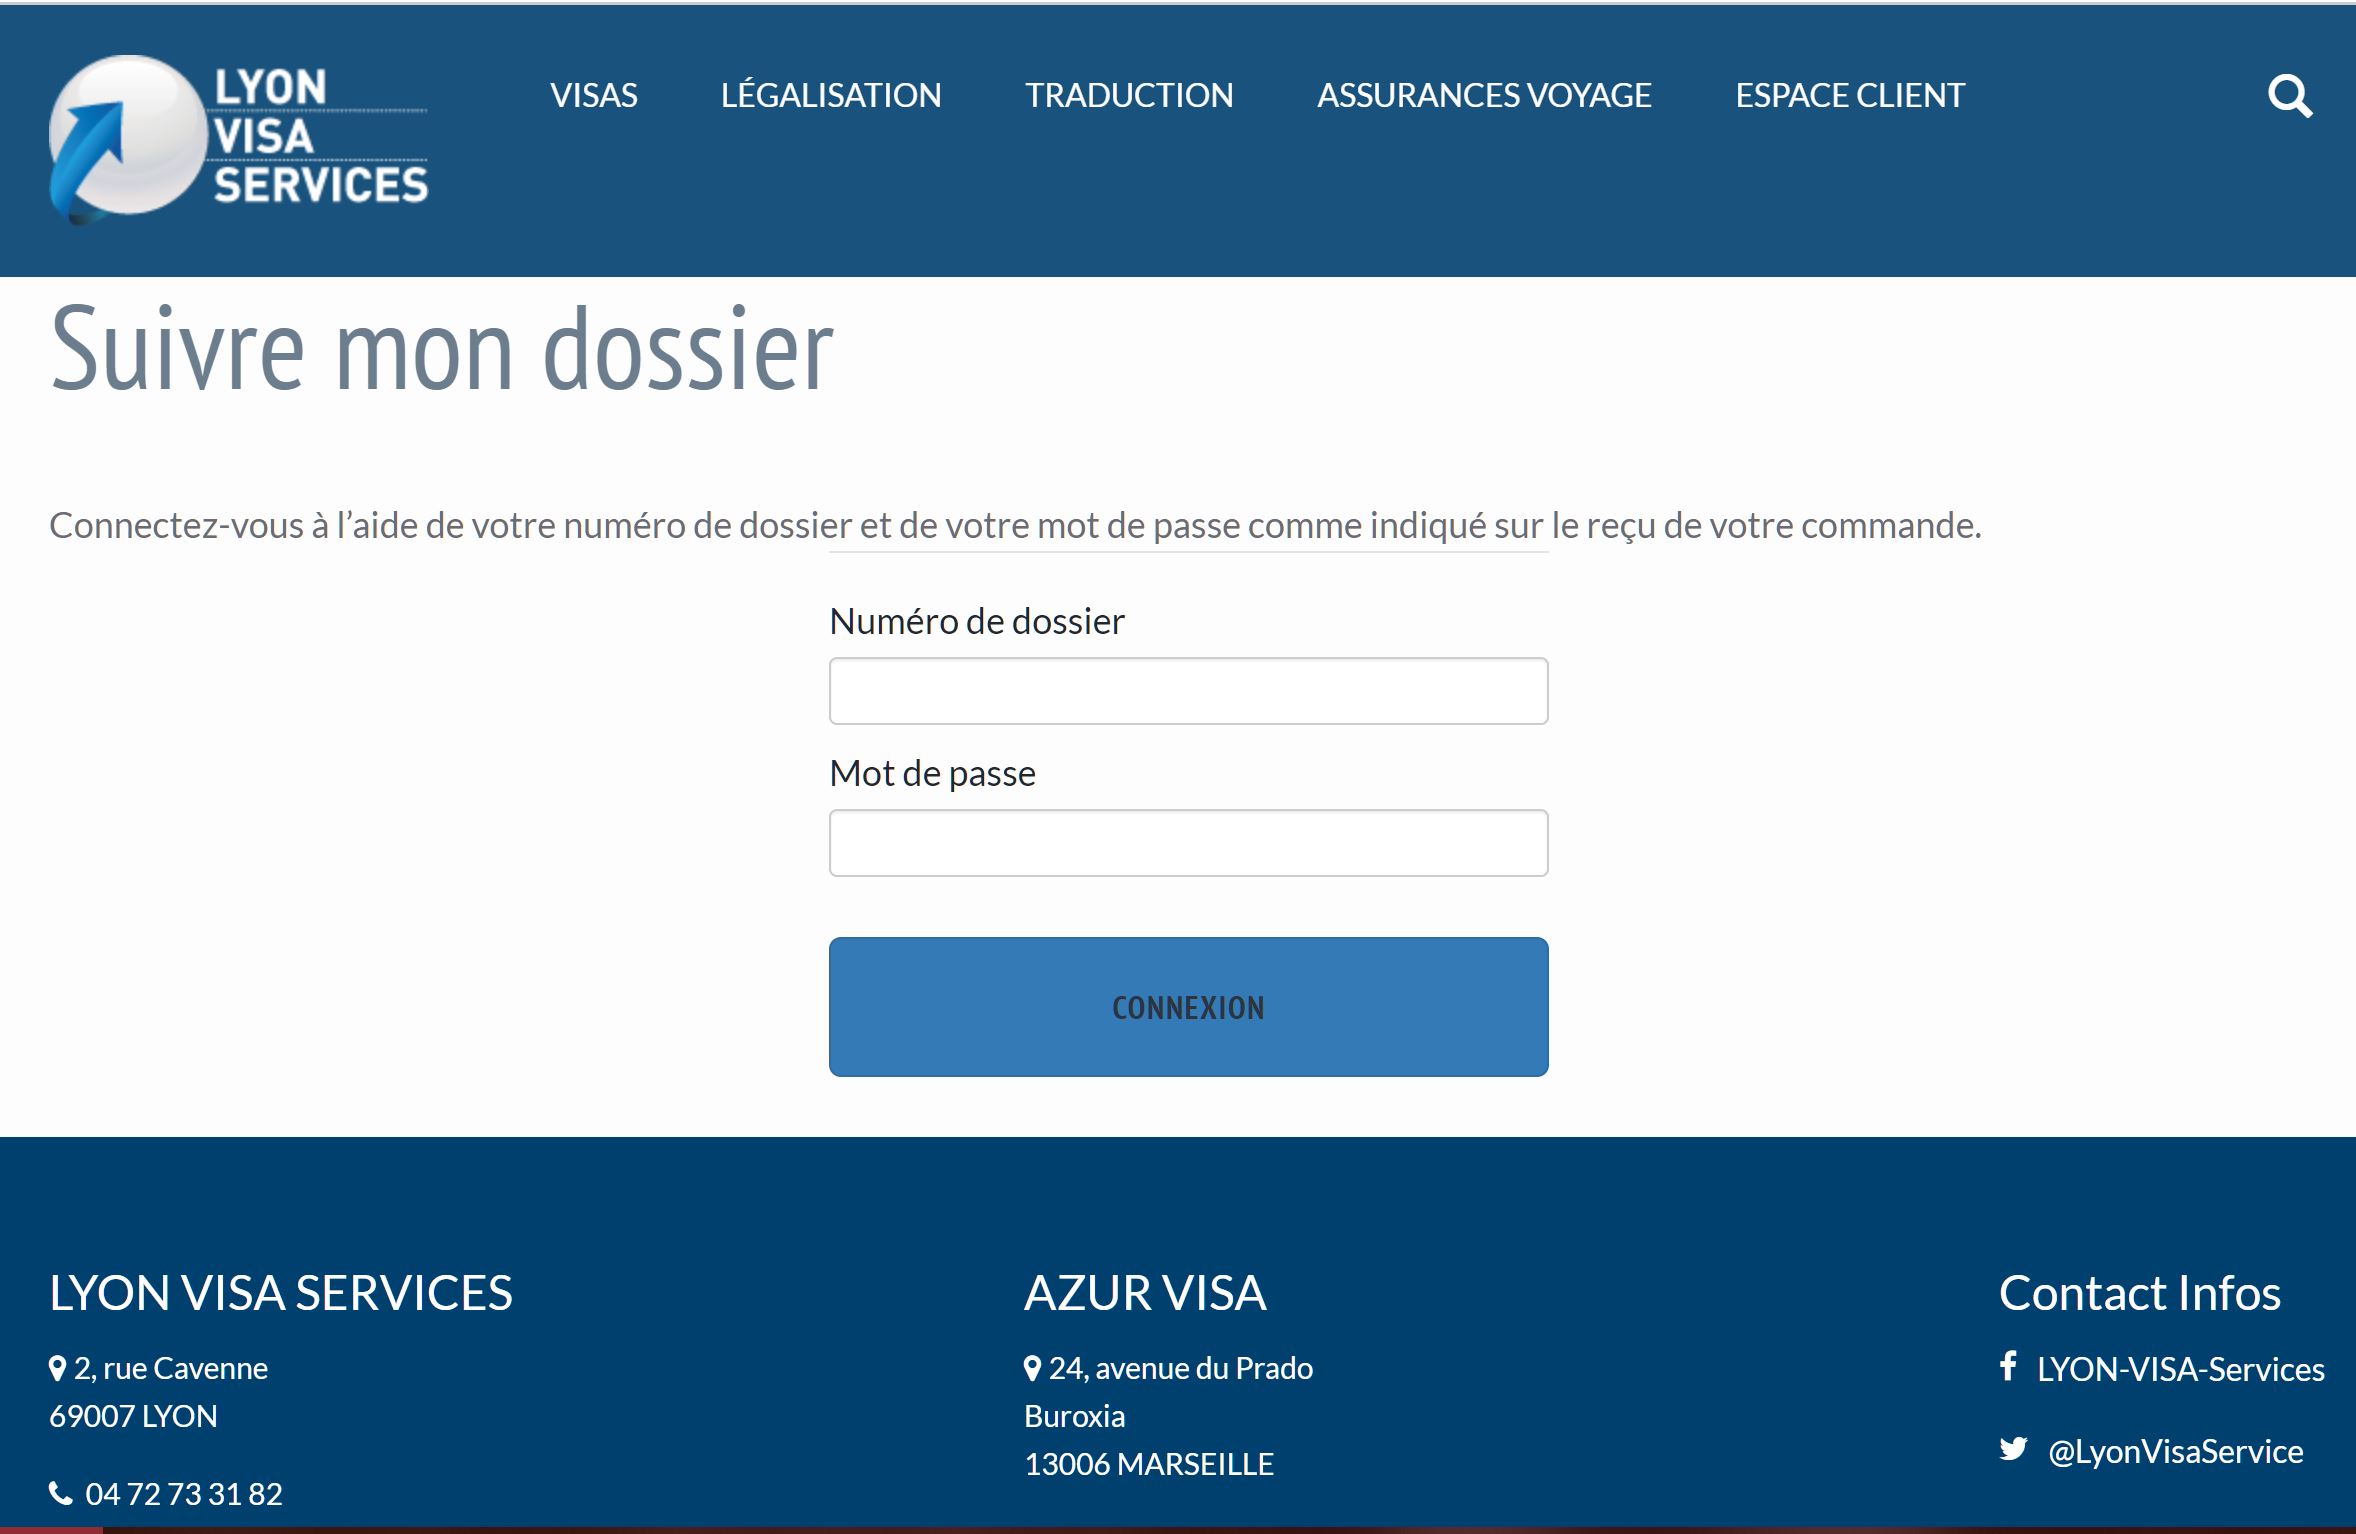 LYON
VISA
SERVICES
VISAS
LÉGALISATION
TRADUCTION
ASSURANCES VOYAGE
ESPACE CLIENT
Suivre mon dossier
Connectez-vous à l’aide de votre numéro de dossier et de votre mot de passe comme indiqué sur le reçu de votre commande.
Numéro de dossier
Mot de passe
CONNEXION
LYON VISA SERVICES
2, rue Cavenne
69007 LYON
04 72 73 31 82
AZUR VISA
24, avenue du Prado
Buroxia
13006 MARSEILLE
Contact Infos
LYON-VISA-Services
@LyonVisaService